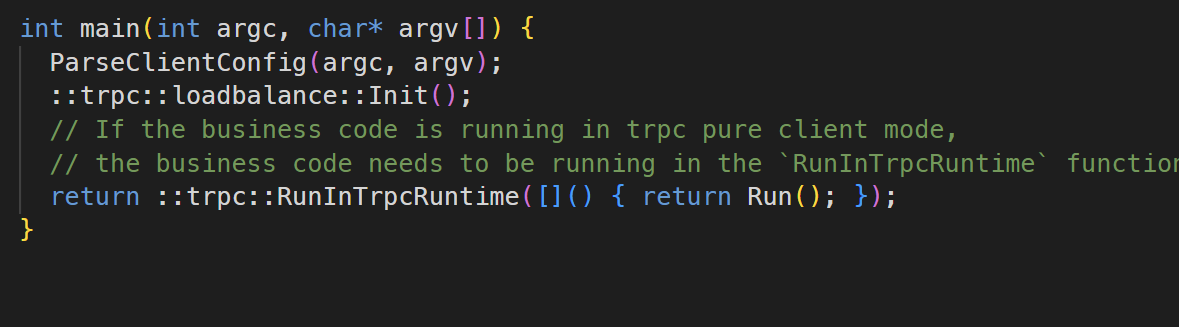 int main(int argc, char* argv[]) {
ParseClientConfig(argc, argv);
::trpc::loadbalance::Init();
// If the business code is running in trpc pure client mode,
// the business code needs to be running in the `RunInTrpcRuntime` function
return ::trpc::RunInTrpcRuntime([]() { return Run(); });
}